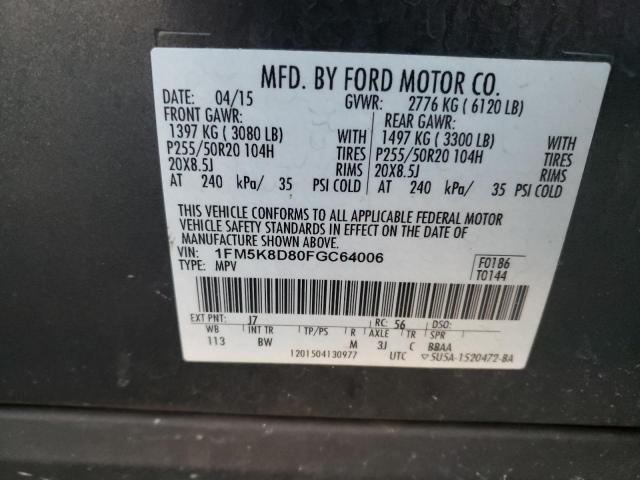 MFD. BY FORD MOTOR CO.
DATE: 04/15 GVWR: 2776 KG ( 6120 LB)
FRONT GAWR: REAR GAWR:
1397 KG ( 3080 LB) WITH 1497 KG ( 3300 LB) WITH
P255/50R20 104H TIRES P255/50R20 104H TIRES
20X8.5J RIMS 20X8.5J RIMS
AT 240 kPa/ 35 PSI COLD AT 240 kPa/ 35 PSI COLD
THIS VEHICLE CONFORMS TO ALL APPLICABLE FEDERAL MOTOR
VEHICLE SAFETY STANDARDS IN EFFECT ON THE DATE OF
MANUFACTURE SHOWN ABOVE.
VIN: 1FM5K8D80FGC64006 F0186
TYPE: MPV T0144
EXT PNT: J7 RC: 56 DSO:
WB INT TR TP/PS R AXLE TR SPR
113 BW M 3J C BBAA
1201504130977 UTC ▽5U5A-1520472-BA